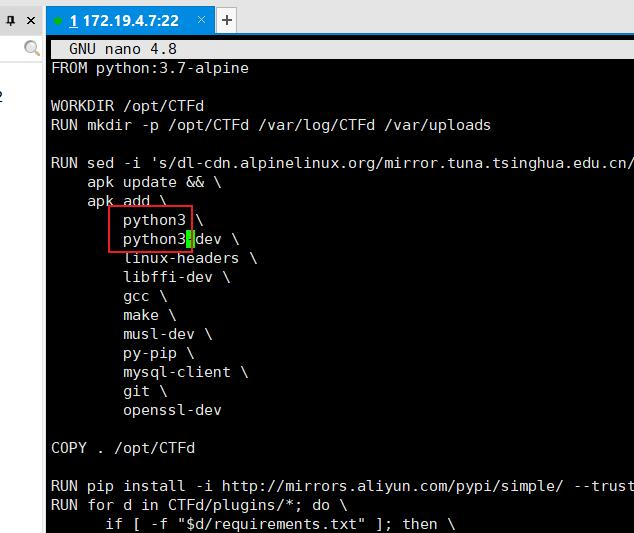 1 172.19.4.7:22
GNU nano 4.8
FROM python:3.7-alpine
WORKDIR /opt/CTFd
RUN mkdir -p /opt/CTFd /var/log/CTFd /var/uploads
RUN sed -i 's/dl-cdn.alpinelinux.org/mirror.tuna.tsinghua.edu.cn/
apk update && \
apk add \
python3 \
python3-dev \
linux-headers \
libffi-dev \
gcc \
make \
musl-dev \
py-pip \
mysql-client \
git \
openssl-dev
COPY . /opt/CTFd
RUN pip install -i http://mirrors.aliyun.com/pypi/simple/ --trust
RUN for d in CTFd/plugins/*; do \
if [ -f "$d/requirements.txt" ]; then \